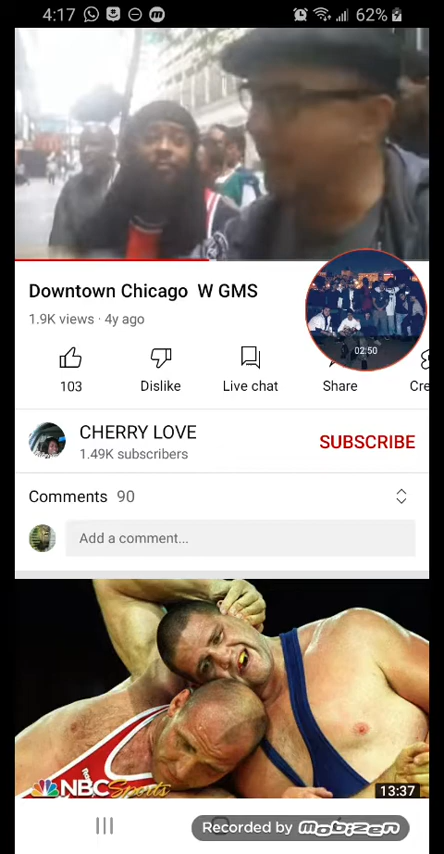 4:17
62%
Downtown Chicago W GMS
1.9K views · 4y ago
02:50
103
Dislike
Live chat
Share
Cre
CHERRY LOVE
1.49K subscribers
SUBSCRIBE
Comments 90
Add a comment...
NBC Sports
13:37
Recorded by Mobizen